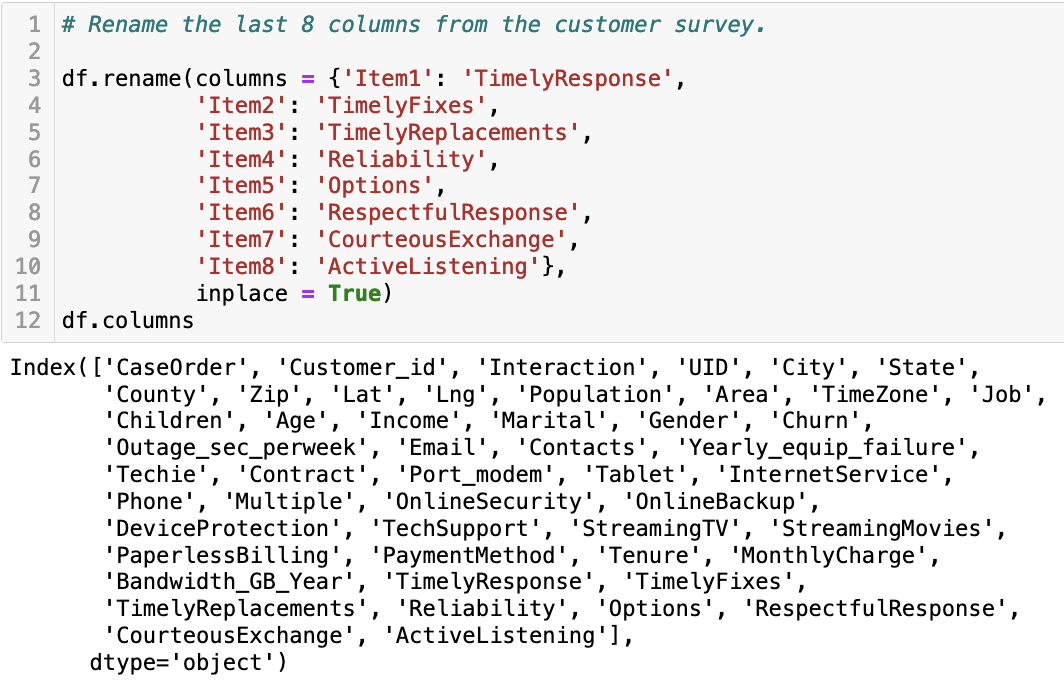 1 # Rename the last 8 columns from the customer survey.
2
3 df.rename(columns = {'Item1': 'TimelyResponse',
4 'Item2': 'TimelyFixes',
5 'Item3': 'TimelyReplacements',
6 'Item4': 'Reliability',
7 'Item5': 'Options',
8 'Item6': 'RespectfulResponse',
9 'Item7': 'CourteousExchange',
10 'Item8': 'ActiveListening'},
11 inplace = True)
12 df.columns
Index(['CaseOrder', 'Customer_id', 'Interaction', 'UID', 'City', 'State',
'County', 'Zip', 'Lat', 'Lng', 'Population', 'Area', 'TimeZone', 'Job',
'Children', 'Age', 'Income', 'Marital', 'Gender', 'Churn',
'Outage_sec_perweek', 'Email', 'Contacts', 'Yearly_equip_failure',
'Techie', 'Contract', 'Port_modem', 'Tablet', 'InternetService',
'Phone', 'Multiple', 'OnlineSecurity', 'OnlineBackup',
'DeviceProtection', 'TechSupport', 'StreamingTV', 'StreamingMovies',
'PaperlessBilling', 'PaymentMethod', 'Tenure', 'MonthlyCharge',
'Bandwidth_GB_Year', 'TimelyResponse', 'TimelyFixes',
'TimelyReplacements', 'Reliability', 'Options', 'RespectfulResponse',
'CourteousExchange', 'ActiveListening'],
dtype='object')